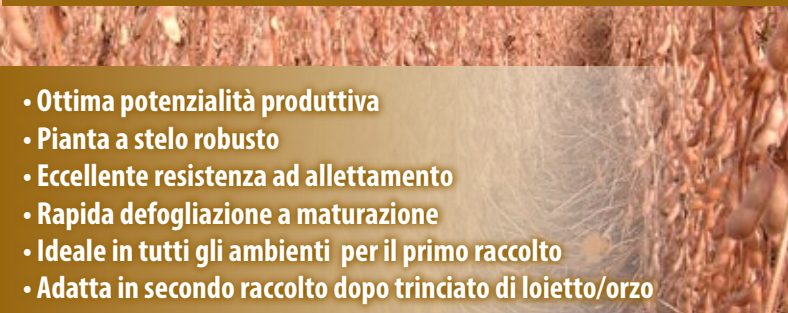 • Ottima potenzialità produttiva
• Pianta a stelo robusto
• Eccellente resistenza ad allettamento
• Rapida defogliazione a maturazione
• Ideale in tutti gli ambienti  per il primo raccolto
• Adatta in secondo raccolto dopo trinciato di loietto/orzo